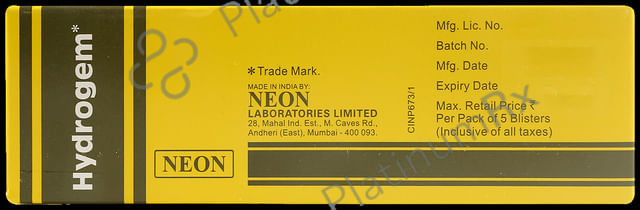 Hydrogem*
NEON
*Trade Mark.
MADE IN INDIA BY:
NEON
LABORATORIES LIMITED
28, Mahal Ind. Est., M. Caves Rd.,
Andheri (East), Mumbai - 400 093.
CINP673/1
Mfg. Lic. No.
Batch No.
Mfg. Date
Expiry Date
Max. Retail Price ₹
Per Pack of 5 Blisters
(Inclusive of all taxes)
PlatinumRx